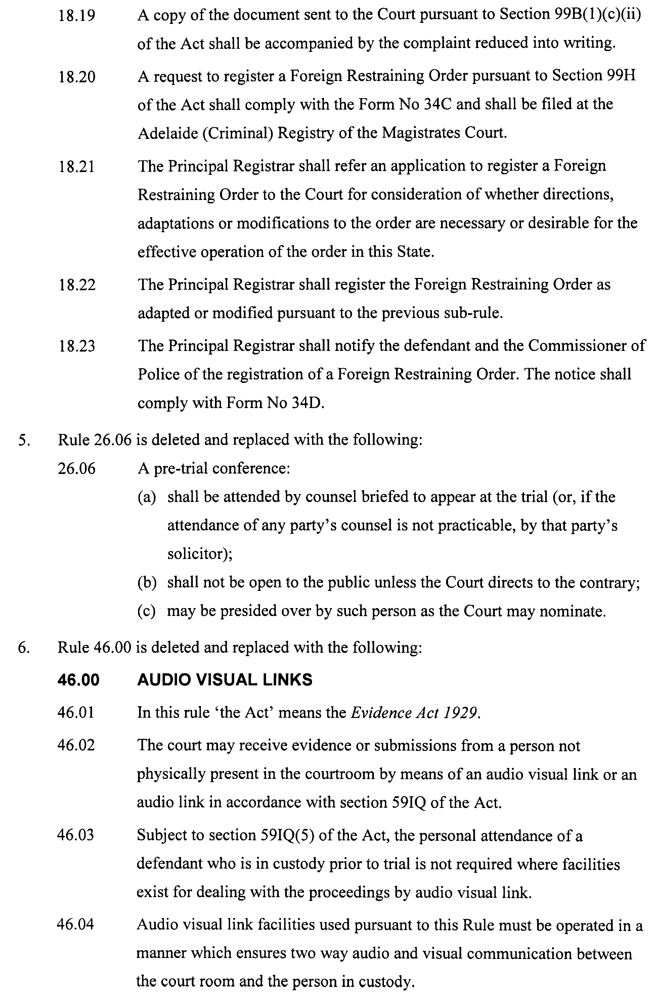 18.19 A copy of the document sent to the Court pursuant to Section 99B(1)(c)(ii)
of the Act shall be accompanied by the complaint reduced into writing.
18.20 A request to register a Foreign Restraining Order pursuant to Section 99H
of the Act shall comply with the Form No 34C and shall be filed at the
Adelaide (Criminal) Registry of the Magistrates Court.
18.21 The Principal Registrar shall refer an application to register a Foreign
Restraining Order to the Court for consideration of whether directions,
adaptations or modifications to the order are necessary or desirable for the
effective operation of the order in this State.
18.22 The Principal Registrar shall register the Foreign Restraining Order as
adapted or modified pursuant to the previous sub-rule.
18.23 The Principal Registrar shall notify the defendant and the Commissioner of
Police of the registration of a Foreign Restraining Order. The notice shall
comply with Form No 34D.
5. Rule 26.06 is deleted and replaced with the following:
26.06 A pre-trial conference:
(a) shall be attended by counsel briefed to appear at the trial (or, if the
attendance of any party’s counsel is not practicable, by that party’s
solicitor);
(b) shall not be open to the public unless the Court directs to the contrary;
(c) may be presided over by such person as the Court may nominate.
6. Rule 46.00 is deleted and replaced with the following:
46.00 AUDIO VISUAL LINKS
46.01 In this rule ‘the Act’ means the Evidence Act 1929.
46.02 The court may receive evidence or submissions from a person not
physically present in the courtroom by means of an audio visual link or an
audio link in accordance with section 59IQ of the Act.
46.03 Subject to section 59IQ(5) of the Act, the personal attendance of a
defendant who is in custody prior to trial is not required where facilities
exist for dealing with the proceedings by audio visual link.
46.04 Audio visual link facilities used pursuant to this Rule must be operated in a
manner which ensures two way audio and visual communication between
the court room and the person in custody.